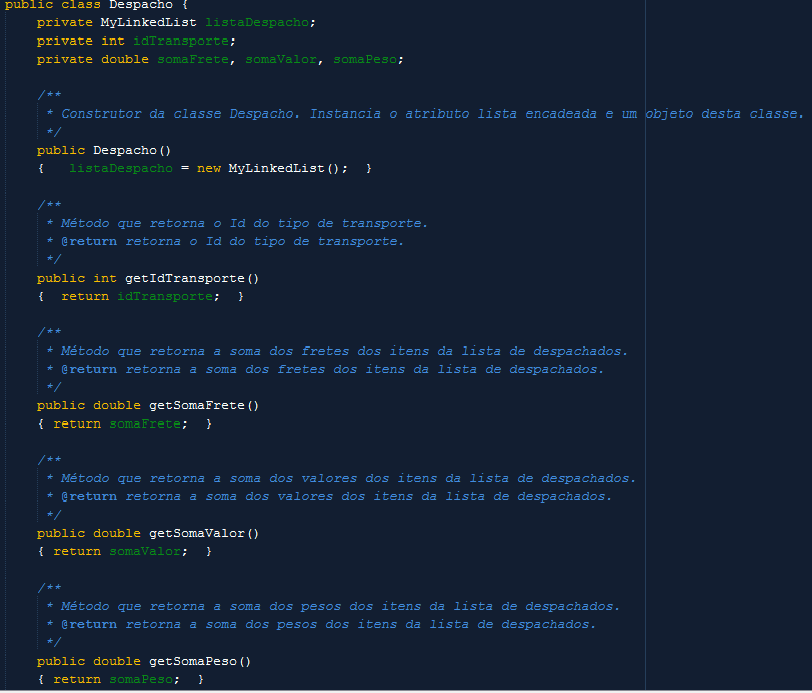 public class Despacho {
    private MyLinkedList listaDespacho;
    private int idTransporte;
    private double somaFrete, somaValor, somaPeso;
    /**
     * Construtor da classe Despacho. Instancia o atributo lista encadeada e um objeto desta classe.
     */
    public Despacho()
    {   listaDespacho = new MyLinkedList();  }
    /**
     * Método que retorna o Id do tipo de transporte.
     * @return retorna o Id do tipo de transporte.
     */
    public int getIdTransporte()
    {  return idTransporte;  }
    /**
     * Método que retorna a soma dos fretes dos itens da lista de despachados.
     * @return retorna a soma dos fretes dos itens da lista de despachados.
     */
    public double getSomaFrete()
    { return somaFrete;  }
    /**
     * Método que retorna a soma dos valores dos itens da lista de despachados.
     * @return retorna a soma dos valores dos itens da lista de despachados.
     */
    public double getSomaValor()
    { return somaValor;  }
    /**
     * Método que retorna a soma dos pesos dos itens da lista de despachados.
     * @return retorna a soma dos pesos dos itens da lista de despachados.
     */
    public double getSomaPeso()
    { return somaPeso;  }